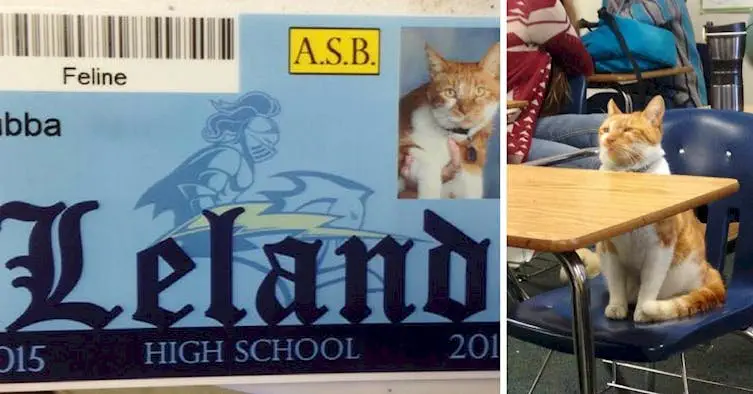 A.S.B.
Feline
ubba
Leland
015 HIGH SCHOOL 201